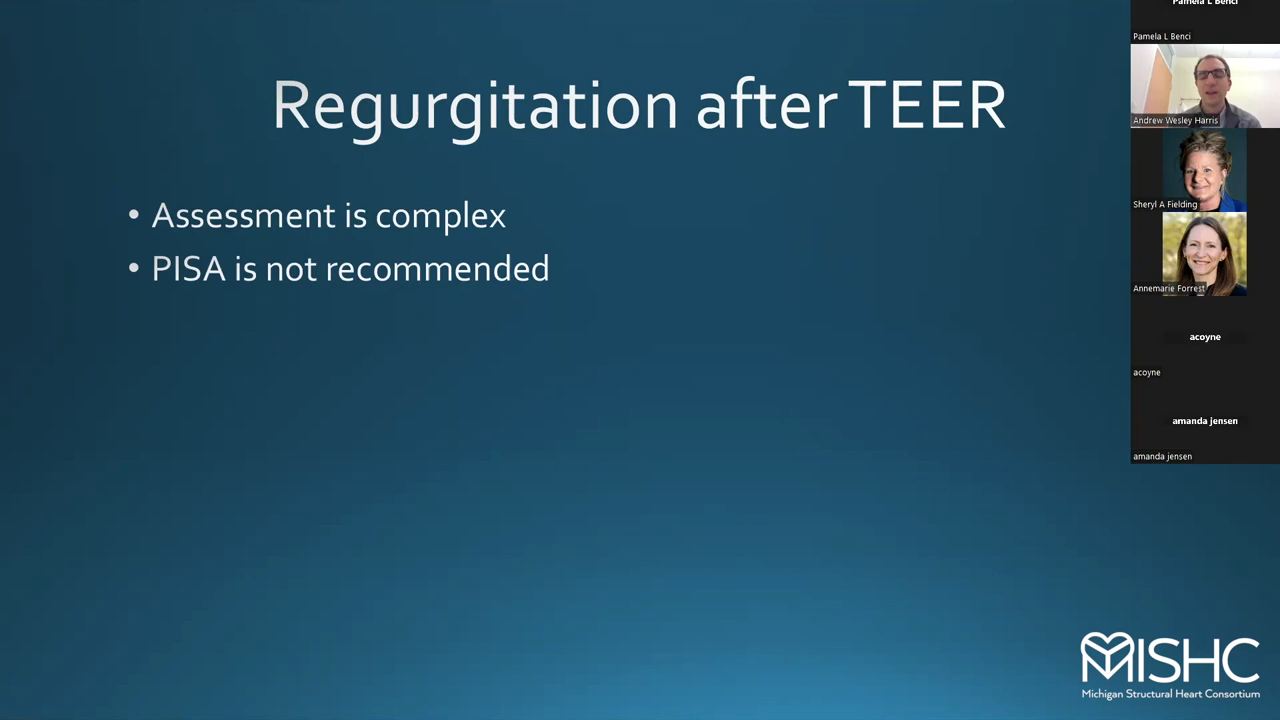 Regurgitation after TEER
• Assessment is complex
• PISA is not recommended
MISHC
Michigan Structural Heart Consortium
Pamela L Benci
Pamela L Benci
Andrew Wesley Harris
Sheryl A Fielding
Annemarie Forrest
acoyne
acoyne
amanda jensen
amanda jensen